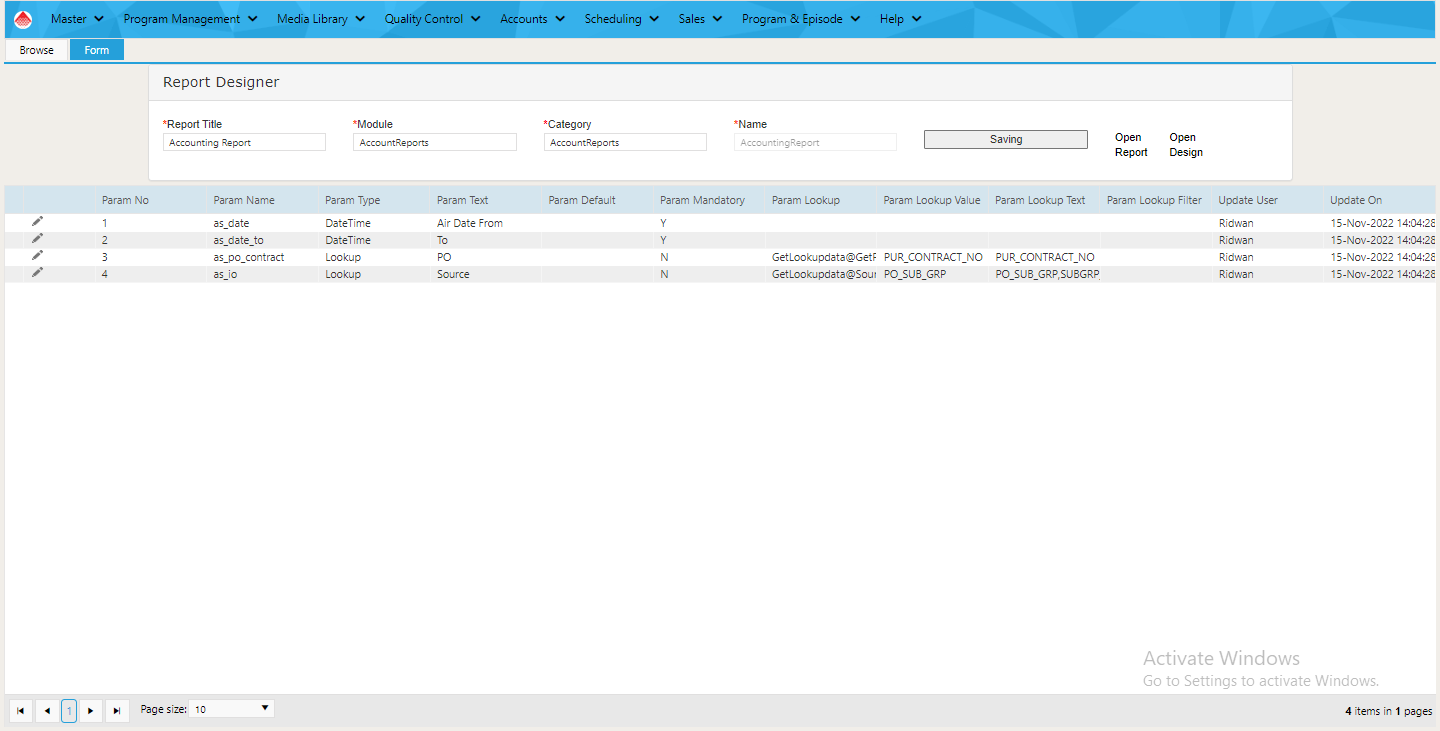 Master Program Management Media Library Quality Control Accounts Scheduling Sales Program & Episode Help
Browse Form
Report Designer
*Report Title *Module *Category *Name
Accounting Report AccountReports AccountReports AccountingReport Saving Open Report Open Design
Param No Param Name Param Type Param Text Param Default Param Mandatory Param Lookup Param Lookup Value Param Lookup Text Param Lookup Filter Update User Update On
1 as_date DateTime Air Date From Y Ridwan 15-Nov-2022 14:04:28
2 as_date_to DateTime To Y Ridwan 15-Nov-2022 14:04:28
3 as_po_contract Lookup PO N GetLookupdata@GetP PUR_CONTRACT_NO PUR_CONTRACT_NO Ridwan 15-Nov-2022 14:04:28
4 as_io Lookup Source N GetLookupdata@Sour PO_SUB_GRP PO_SUB_GRP,SUBGRP, Ridwan 15-Nov-2022 14:04:28
Activate Windows
Go to Settings to activate Windows.
1 Page size: 10 4 items in 1 pages